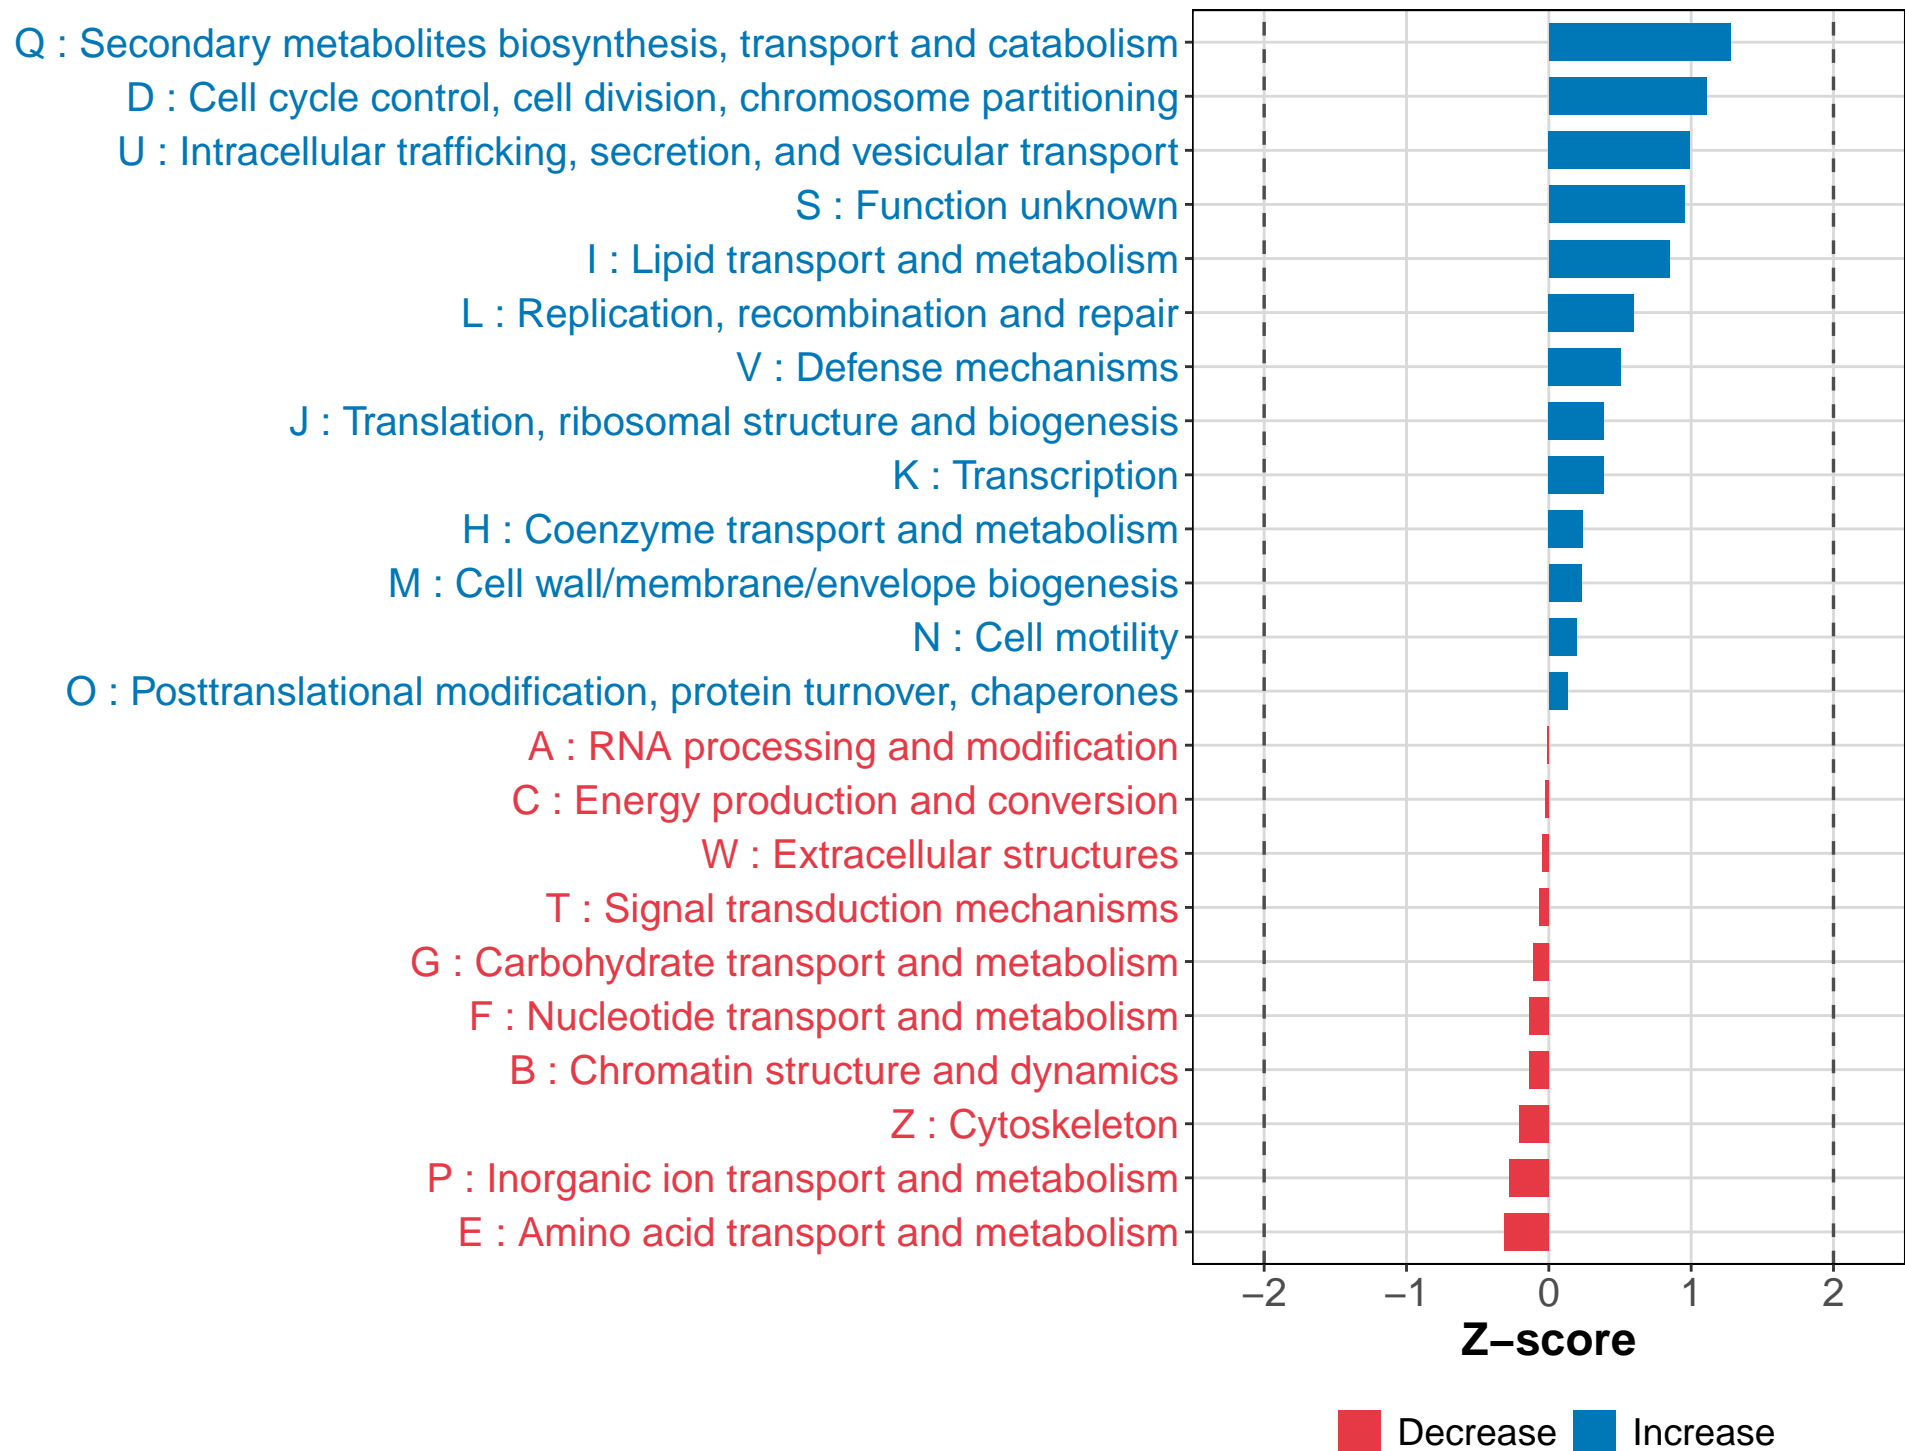 Q : Secondary metabolites biosynthesis, transport and catabolism
D : Cell cycle control, cell division, chromosome partitioning
U : Intracellular trafficking, secretion, and vesicular transport
S : Function unknown
I : Lipid transport and metabolism
L : Replication, recombination and repair
V : Defense mechanisms
J : Translation, ribosomal structure and biogenesis
K : Transcription
H : Coenzyme transport and metabolism
M : Cell wall/membrane/envelope biogenesis
N : Cell motility
O : Posttranslational modification, protein turnover, chaperones
A : RNA processing and modification
C : Energy production and conversion
W : Extracellular structures
T : Signal transduction mechanisms
G : Carbohydrate transport and metabolism
F : Nucleotide transport and metabolism
B : Chromatin structure and dynamics
Z : Cytoskeleton
P : Inorganic ion transport and metabolism
E : Amino acid transport and metabolism
−2 −1 0 1 2
Z−score
Decrease Increase